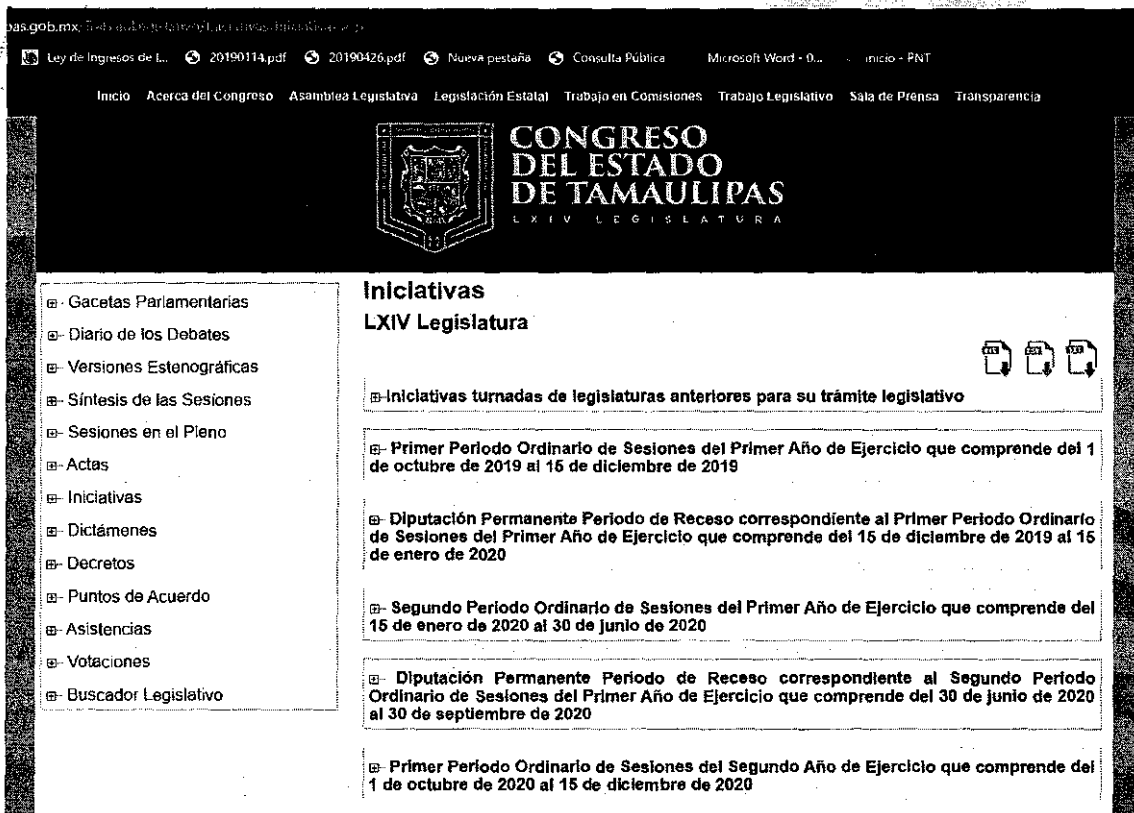 pas.gob.mx
Ley de Ingresos de L... 20190114.pdf 20190426.pdf Nueva pestaña Consulta Pública Microsoft Word - 0... Inicio - PNT
Inicio Acerca del Congreso Asamblea Legislativa Legislación Estatal Trabajo en Comisiones Trabajo Legislativo Sala de Prensa Transparencia
CONGRESO
DEL ESTADO
DE TAMAULIPAS
LXIV LEGISLATURA
Gacetas Parlamentarias
Diario de los Debates
Versiones Estenográficas
Síntesis de las Sesiones
Sesiones en el Pleno
Actas
Iniciativas
Dictámenes
Decretos
Puntos de Acuerdo
Asistencias
Votaciones
Buscador Legislativo
Iniciativas
LXIV Legislatura
Iniciativas turnadas de legislaturas anteriores para su trámite legislativo
Primer Periodo Ordinario de Sesiones del Primer Año de Ejercicio que comprende del 1
de octubre de 2019 al 15 de diciembre de 2019
Diputación Permanente Periodo de Receso correspondiente al Primer Periodo Ordinario
de Sesiones del Primer Año de Ejercicio que comprende del 15 de diciembre de 2019 al 15
de enero de 2020
Segundo Periodo Ordinario de Sesiones del Primer Año de Ejercicio que comprende del
15 de enero de 2020 al 30 de junio de 2020
Diputación Permanente Periodo de Receso correspondiente al Segundo Periodo
Ordinario de Sesiones del Primer Año de Ejercicio que comprende del 30 de junio de 2020
al 30 de septiembre de 2020
Primer Periodo Ordinario de Sesiones del Segundo Año de Ejercicio que comprende del
1 de octubre de 2020 al 15 de diciembre de 2020